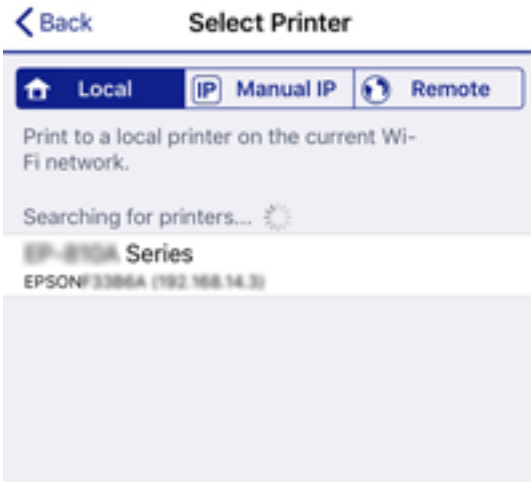 Back
Select Printer
Local
IP Manual IP
Remote
Print to a local printer on the current Wi-
Fi network.
Searching for printers...
Series
EPSON